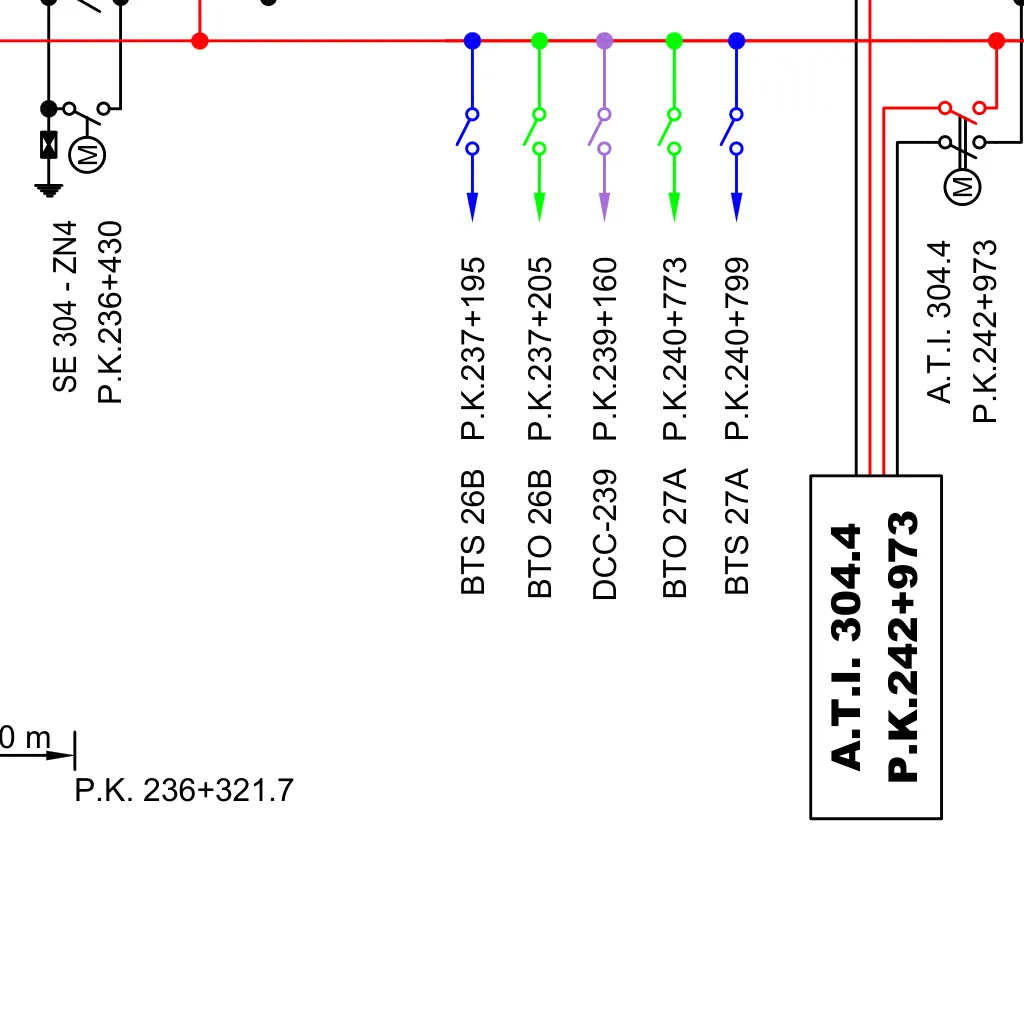 M
SE 304 - ZN4
P.K.236+430
BTS 26B P.K.237+195
BTO 26B P.K.237+205
DCC-239 P.K.239+160
BTO 27A P.K.240+773
BTS 27A P.K.240+799
M
A.T.I. 304.4
P.K.242+973
A.T.I. 304.4
P.K.242+973
0 m
P.K. 236+321.7